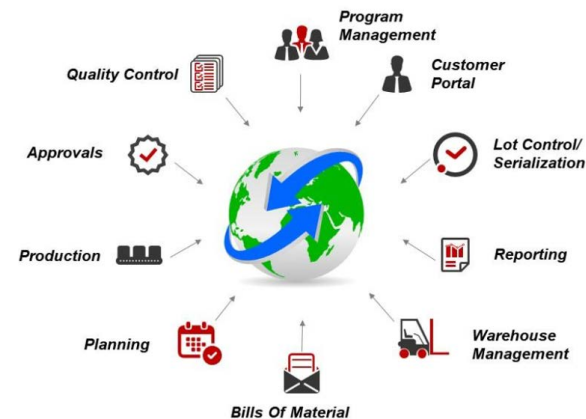 Program
Management
Customer
Portal
Quality Control
Lot Control/
Serialization
Approvals
Production
Reporting
Planning
Warehouse
Management
Bills Of Material